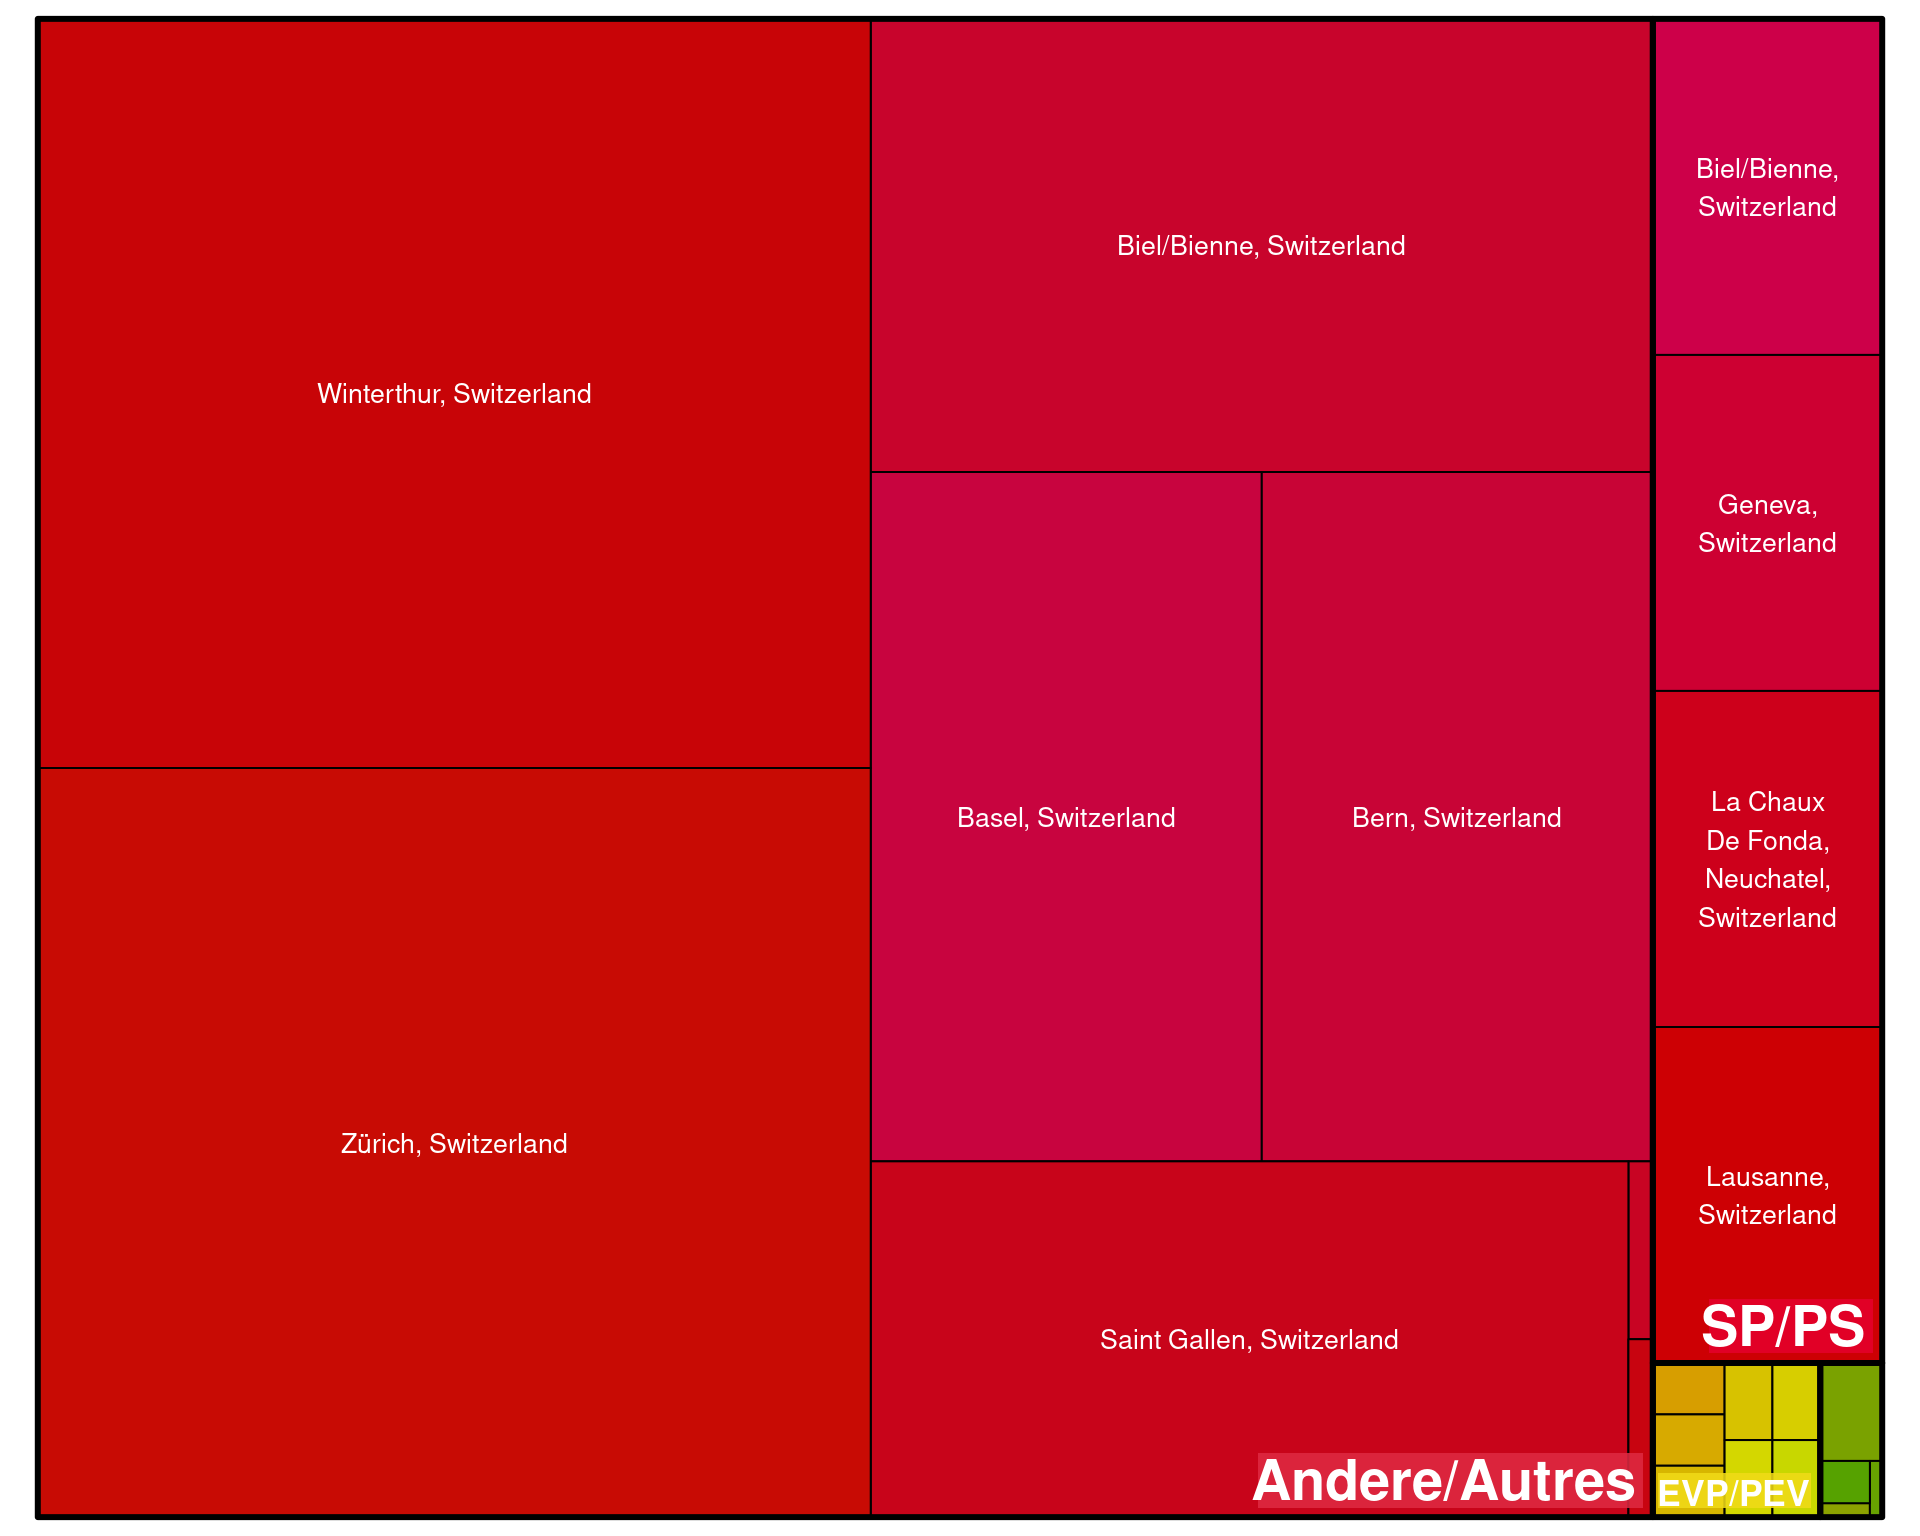 Winterthur, Switzerland
Zürich, Switzerland
Biel/Bienne, Switzerland
Basel, Switzerland
Bern, Switzerland
Saint Gallen, Switzerland
Andere/Autres
Biel/Bienne,
Switzerland
Geneva,
Switzerland
La Chaux
De Fonda,
Neuchatel,
Switzerland
Lausanne,
Switzerland
SP/PS
EVP/PEV